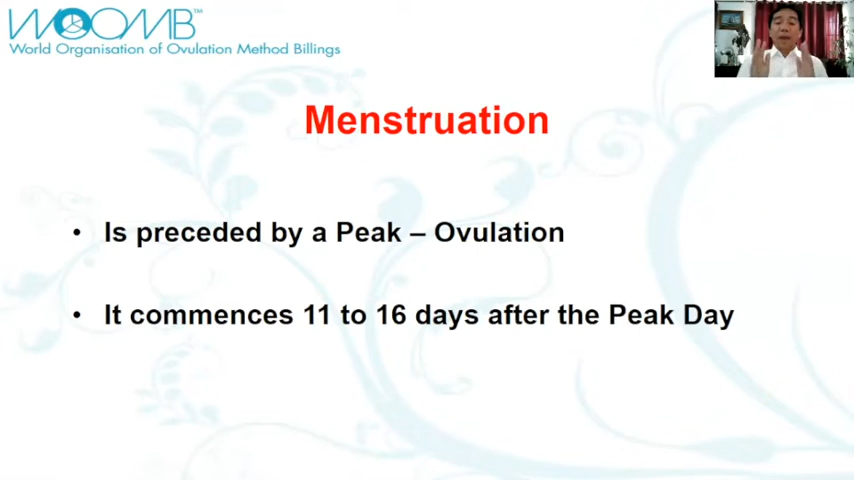 WOOMB™
World Organisation of Ovulation Method Billings
Menstruation
• Is preceded by a Peak – Ovulation
• It commences 11 to 16 days after the Peak Day